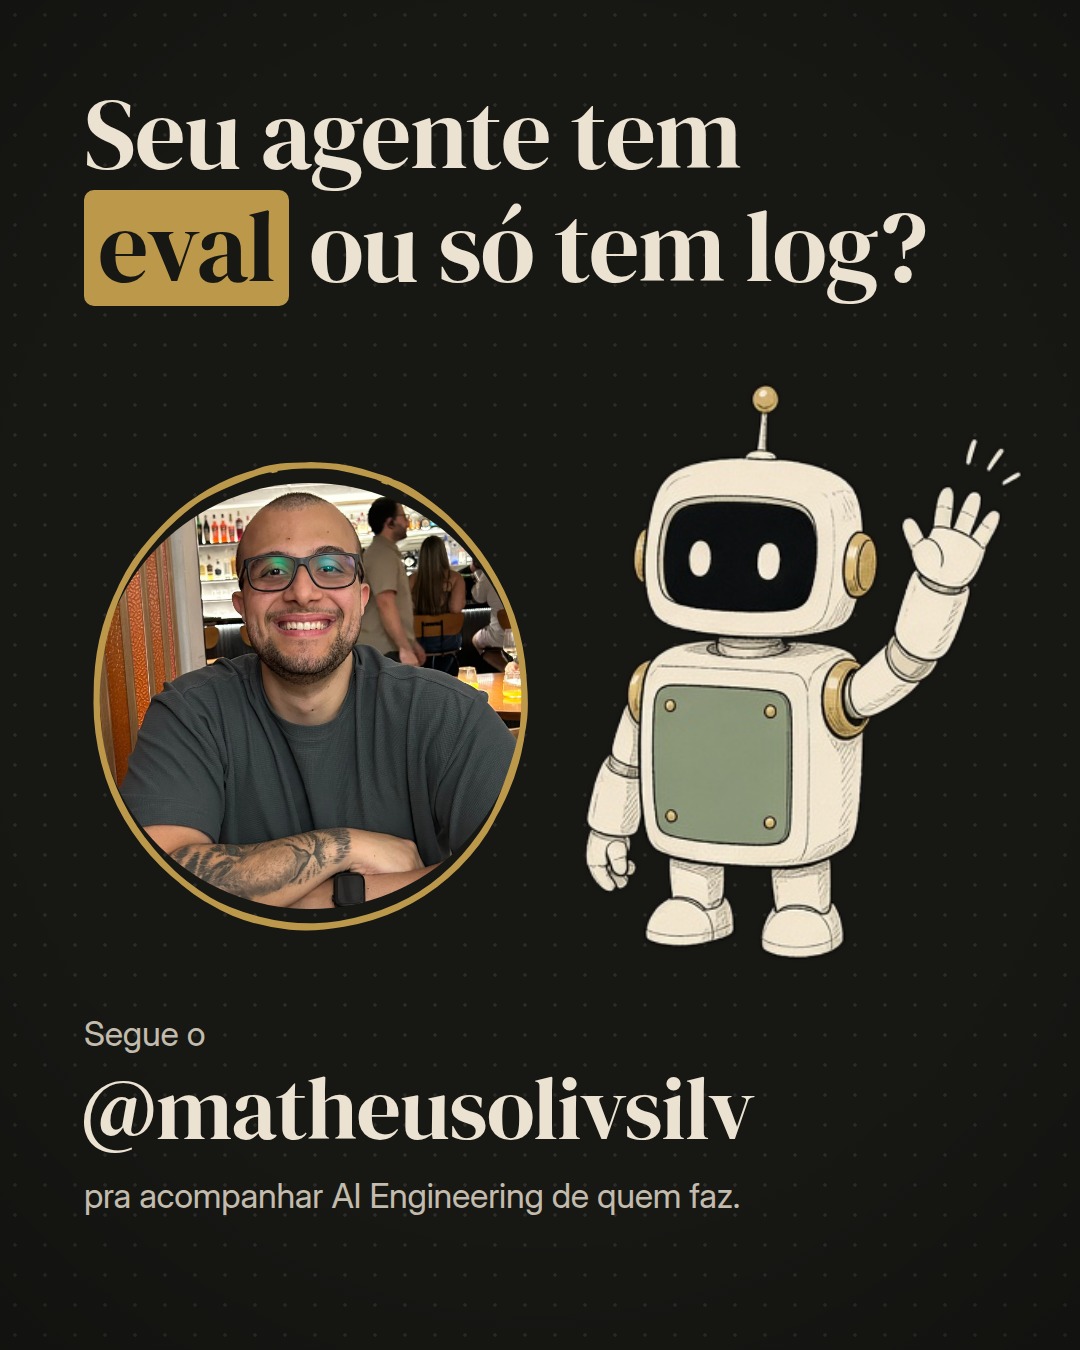 Seu agente tem
eval ou só tem log?
Segue o
@matheusolivsilv
pra acompanhar AI Engineering de quem faz.